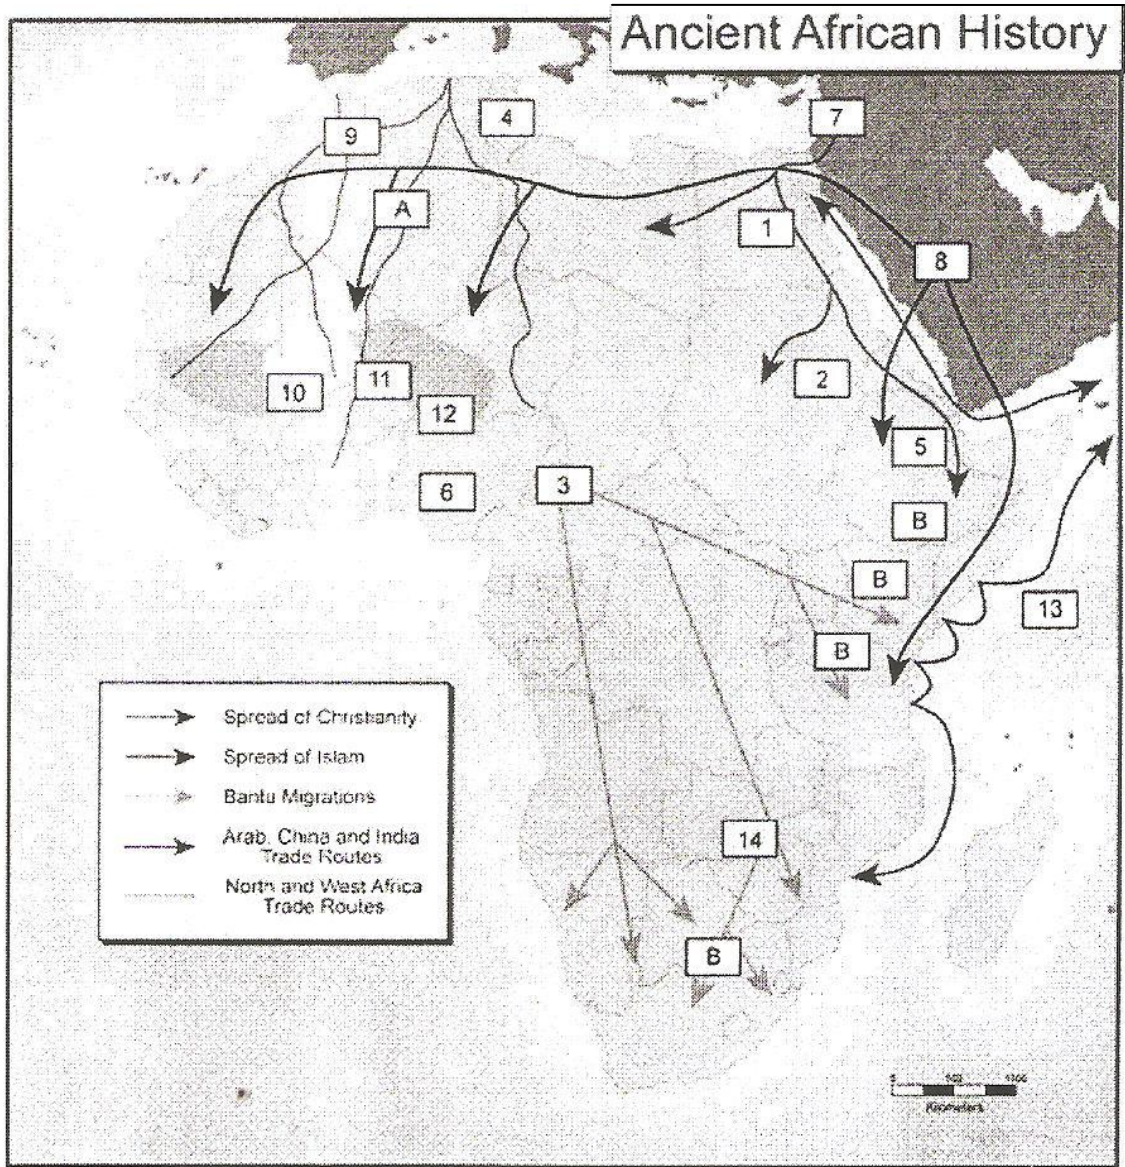 Ancient African History
7
4
9
A
1
8
2
10
11
12
5
6
3
B
B
13
B
Spread of Christianity
Spread of Islam
Bantu Migrations
Arab, China and India
Trade Routes
North and West Africa
Trade Routes
14
B
Kilometers